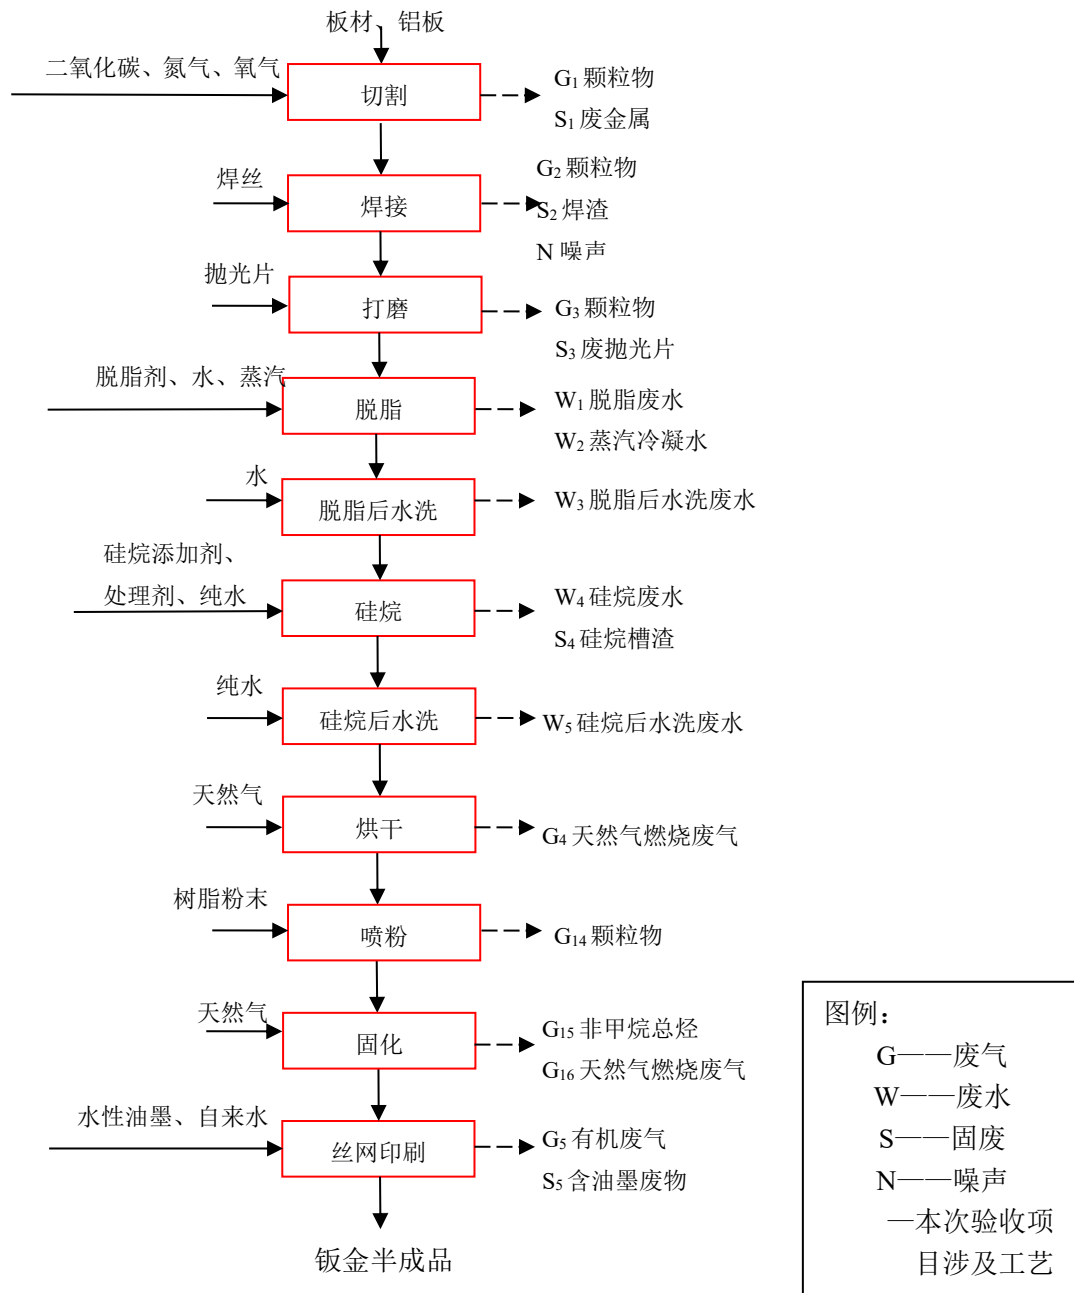 板材、铝板
二氧化碳、氮气、氧气
切割
G1 颗粒物
S1 废金属
焊丝
焊接
G2 颗粒物
S2 焊渣
N 噪声
抛光片
打磨
G3 颗粒物
S3 废抛光片
脱脂剂、水、蒸汽
脱脂
W1 脱脂废水
W2 蒸汽冷凝水
水
脱脂后水洗
W3 脱脂后水洗废水
硅烷添加剂、
处理剂、纯水
硅烷
W4 硅烷废水
S4 硅烷槽渣
纯水
硅烷后水洗
W5 硅烷后水洗废水
天然气
烘干
G4 天然气燃烧废气
树脂粉末
喷粉
G14 颗粒物
天然气
固化
G15 非甲烷总烃
G16 天然气燃烧废气
水性油墨、自来水
丝网印刷
G5 有机废气
S5 含油墨废物
钣金半成品
图例：
G——废气
W——废水
S——固废
N——噪声
—本次验收项
目涉及工艺